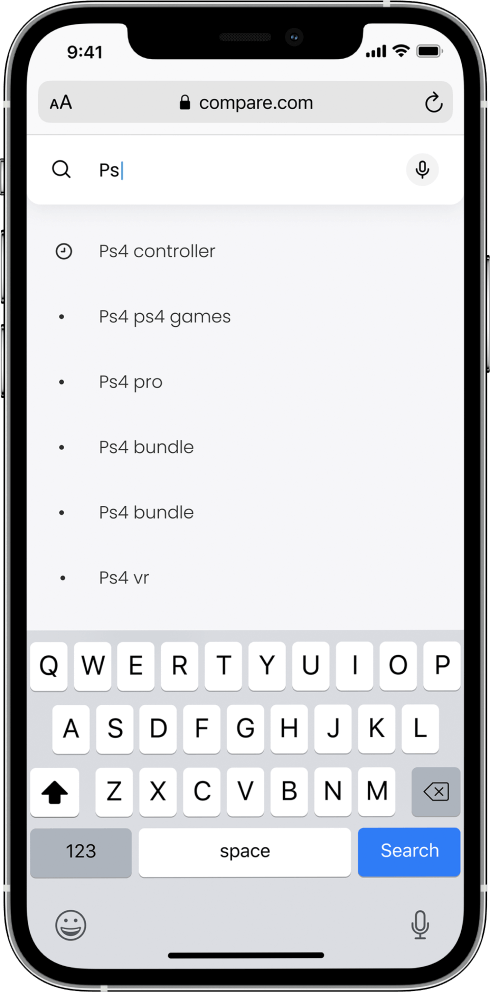 9:41
AA compare.com
Ps
Ps4 controller
Ps4 ps4 games
Ps4 pro
Ps4 bundle
Ps4 bundle
Ps4 vr
Q W E R T Y U I O P
A S D F G H J K L
Z X C V B N M
123 space Search